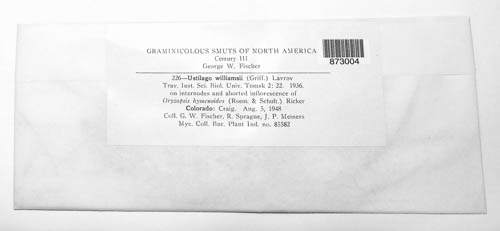 GRAMINICOLOUS SMUTS OF NORTH AMERICA
Century III
George W. Fischer
873004
226—Ustilago williamsii (Griff.) Lavrov
Trav. Inst. Sci. Biol. Univ. Tomsk 2: 22. 1936.
on internodes and aborted inflorescence of
Oryzopsis hymenoides (Roem. & Schult.) Ricker
Colorado: Craig. Aug. 5, 1948
Coll. G. W. Fischer, R. Sprague, J. P. Meiners
Myc. Coll. Bur. Plant Ind. no. 85582